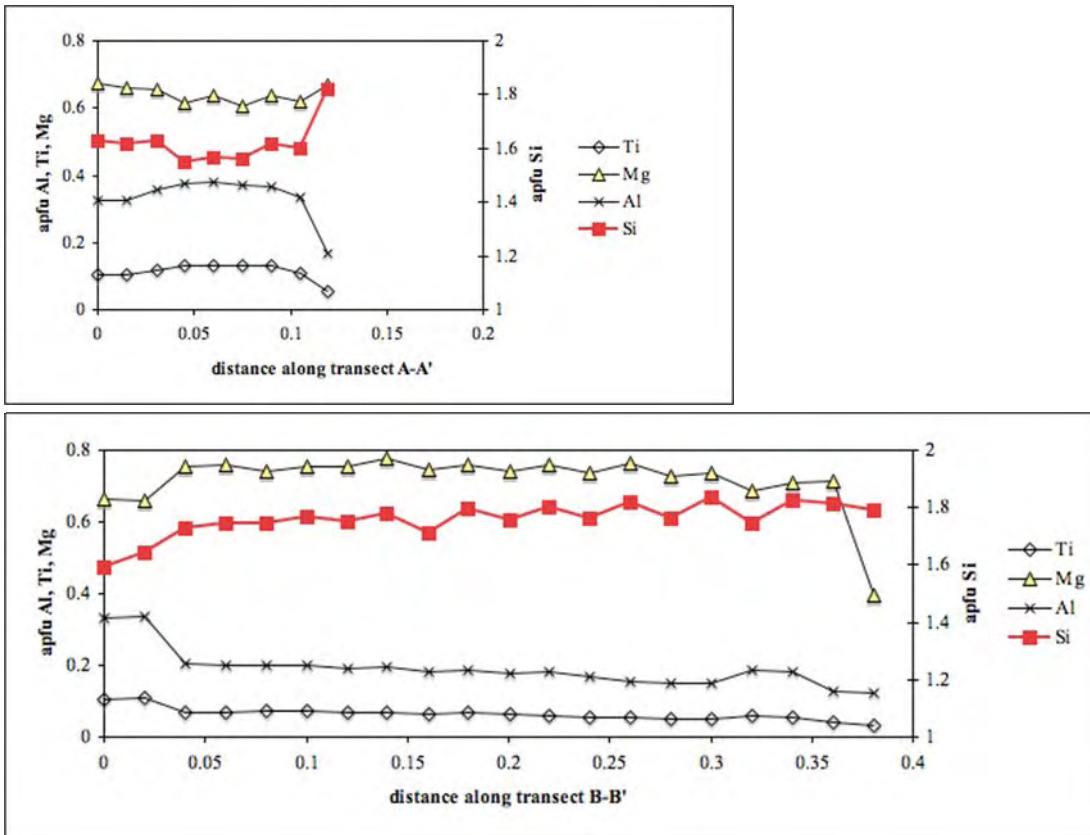 0.8
0.6
0.4
0.2
0
apfu Al, Ti, Mg
2
1.8
1.6
1.4
1.2
1
apfu Si
0 0.05 0.1 0.15 0.2
distance along transect A-A'
Ti
Mg
Al
Si
0.8
0.6
0.4
0.2
0
apfu Al, Ti, Mg
2
1.8
1.6
1.4
1.2
1
apfu Si
0 0.05 0.1 0.15 0.2 0.25 0.3 0.35 0.4
distance along transect B-B'
Ti
Mg
Al
Si